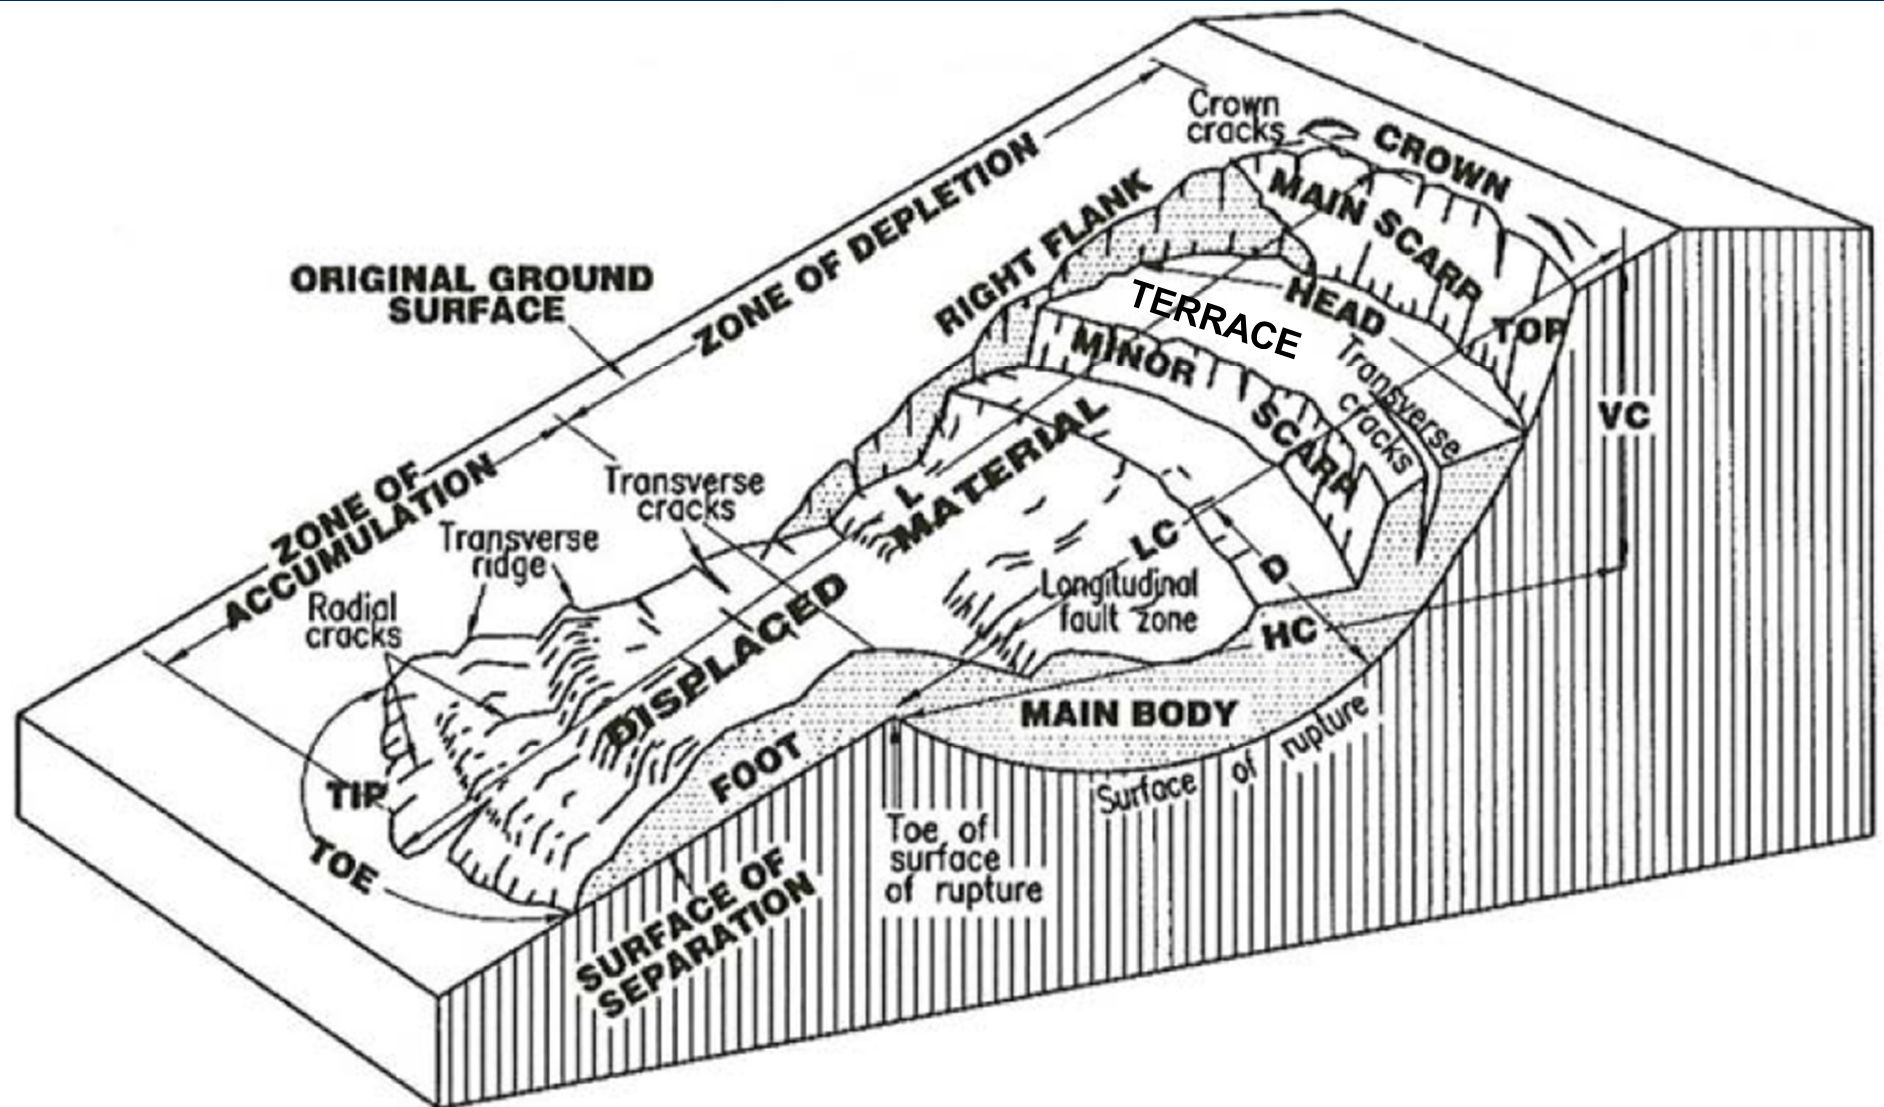 Crown
cracks
CROWN
MAIN SCARP
ZONE OF DEPLETION
RIGHT FLANK
ORIGINAL GROUND
SURFACE
HEAD
TERRACE
TOP
MINOR
SCARP
Transverse
cracks
VC
ZONE OF
ACCUMULATION
Transverse
cracks
L
DISPLACED MATERIAL
LC
D
Transverse
ridge
Longitudinal
fault zone
HC
Radial
cracks
MAIN BODY
FOOT
Surface of rupture
TIP
TOE
Toe of
surface
of rupture
SURFACE OF
SEPARATION